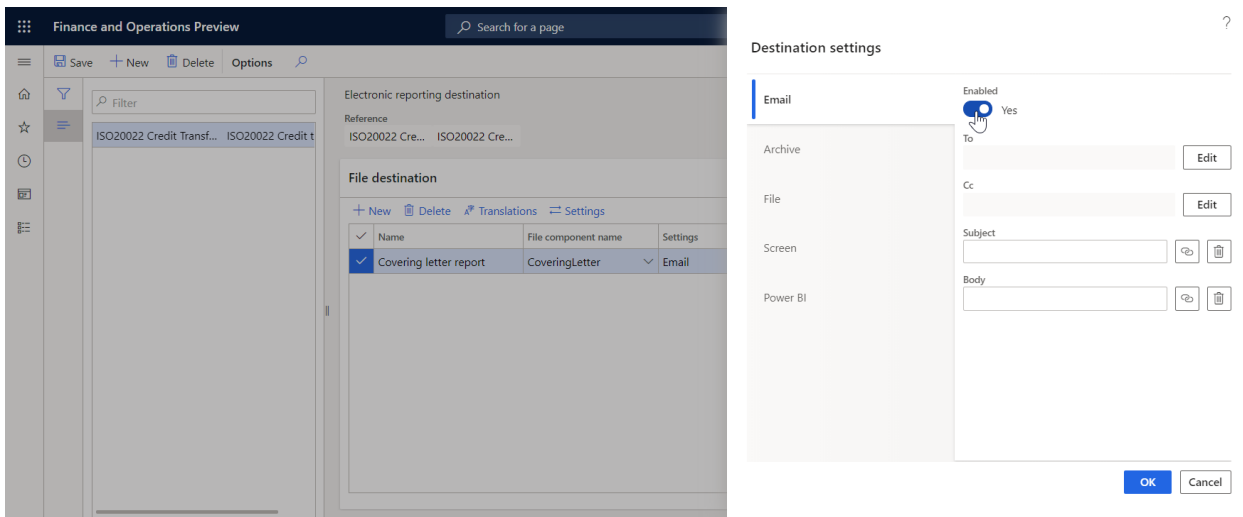 Finance and Operations Preview
Search for a page
Save New Delete Options
Filter
ISO20022 Credit Transf... ISO20022 Credit t
Electronic reporting destination
Reference
ISO20022 Cre... ISO20022 Cre...
File destination
New Delete Translations Settings
Name File component name Settings
Covering letter report CoveringLetter Email
?
Destination settings
Email
Archive
File
Screen
Power BI
Enabled
Yes
To
Edit
Cc
Edit
Subject
Body
OK Cancel